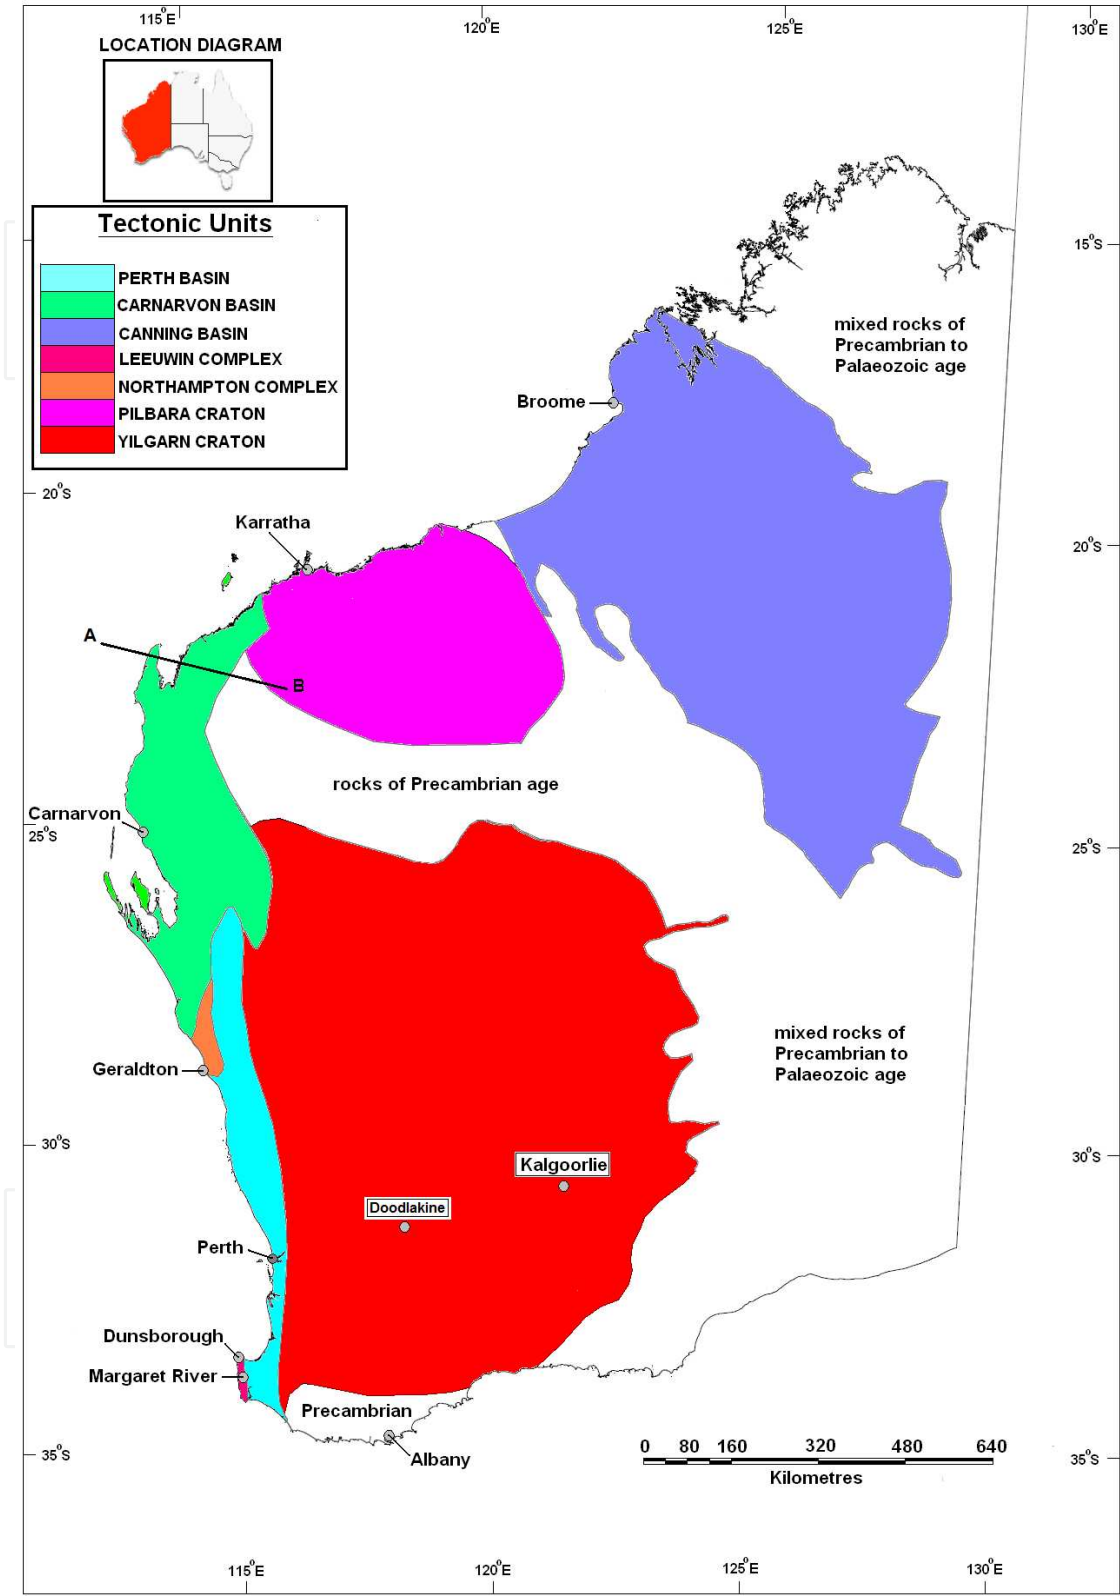 115°E
120°E
125°E
130°E
LOCATION DIAGRAM
Tectonic Units
PERTH BASIN
CARNARVON BASIN
CANNING BASIN
LEEUWIN COMPLEX
NORTHAMPTON COMPLEX
PILBARA CRATON
YILGARN CRATON
15°S
mixed rocks of
Precambrian to
Palaeozoic age
Broome
20°S
Karratha
20°S
A
B
rocks of Precambrian age
Carnarvon
25°S
25°S
mixed rocks of
Precambrian to
Palaeozoic age
Geraldton
30°S
30°S
Kalgoorlie
Doodlakine
Perth
Dunsborough
Margaret River
Precambrian
Albany
35°S
35°S
0 80 160 320 480 640
Kilometres
115°E
120°E
125°E
130°E